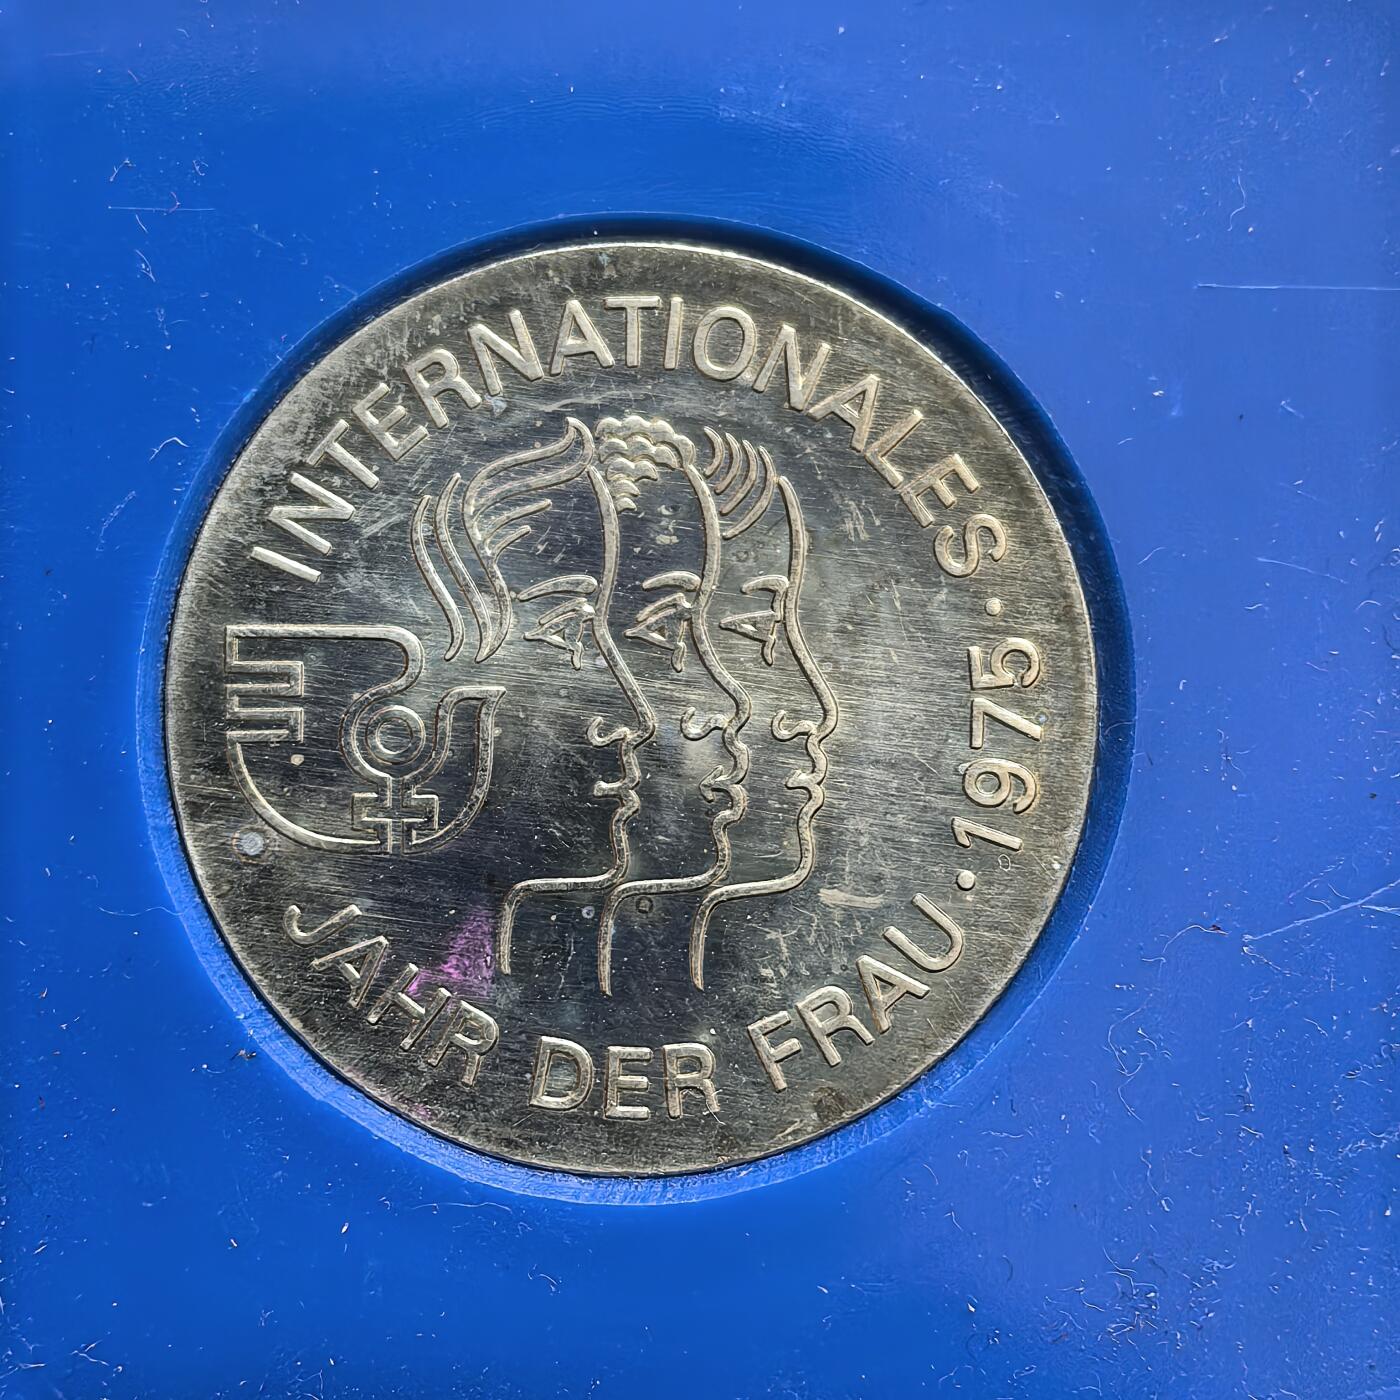 INTERNATIONALES · 1975 ·
JAHR DER FRAU